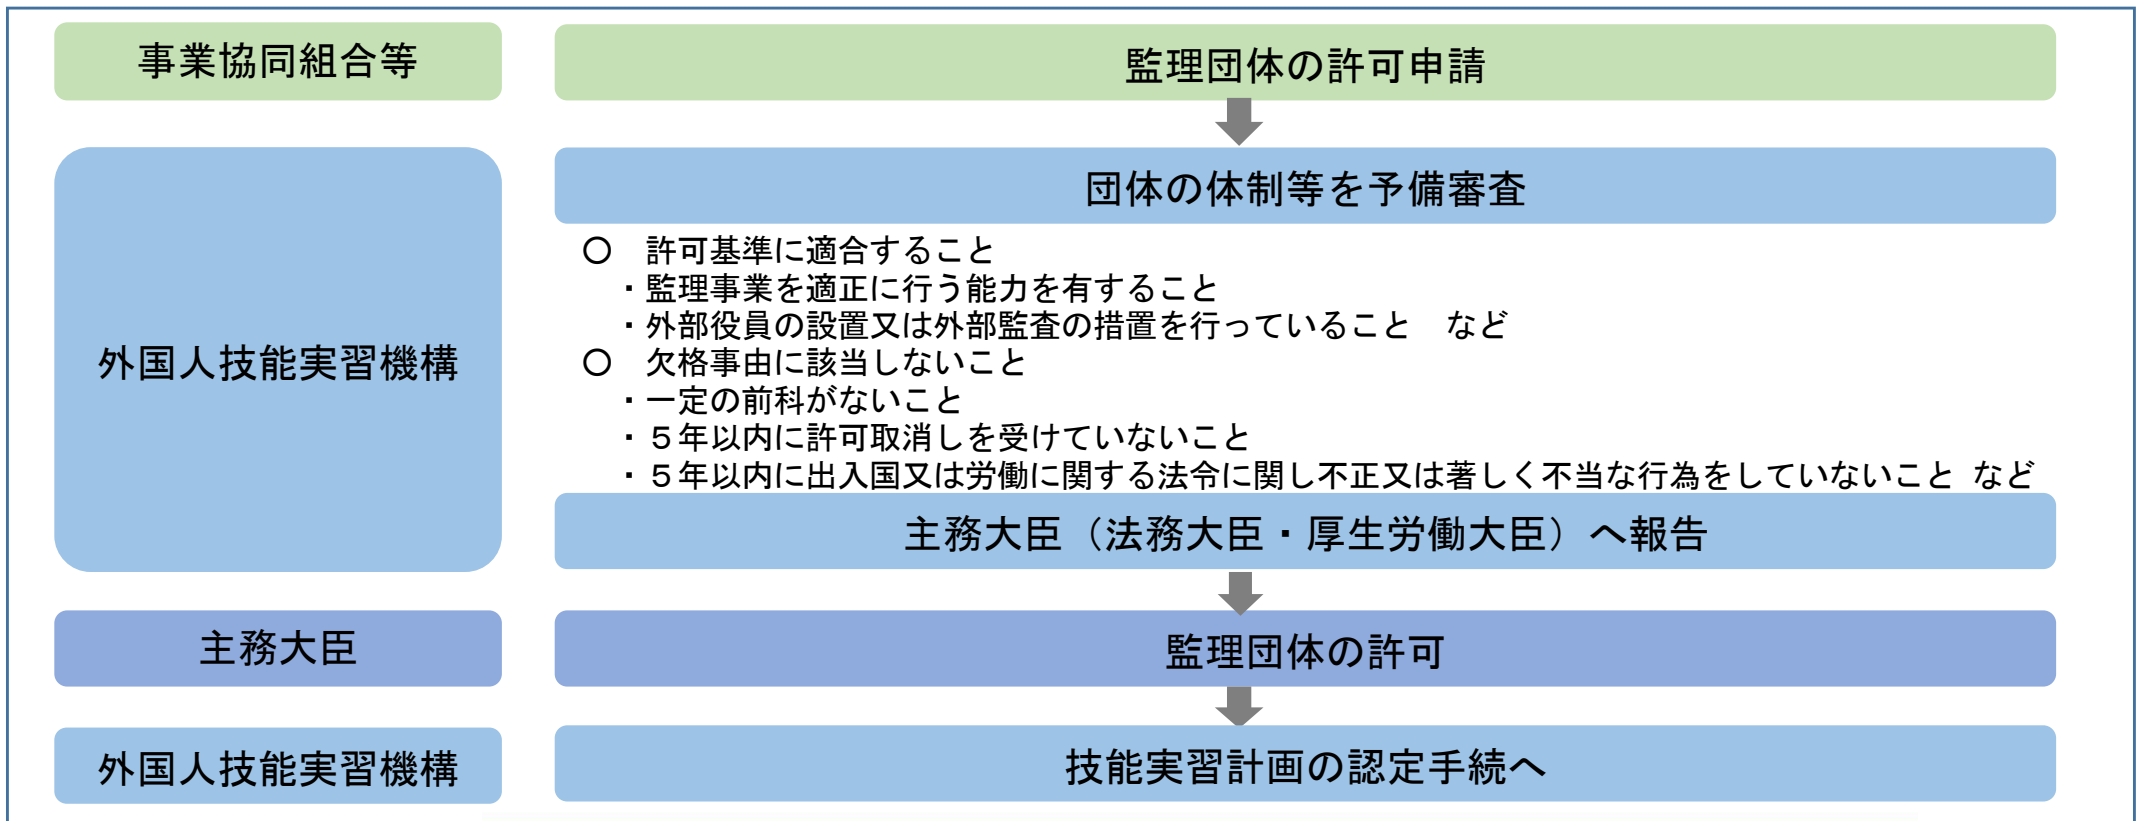 事業協同組合等
監理団体の許可申請
外国人技能実習機構
団体の体制等を予備審査
〇　許可基準に適合すること
・監理事業を適正に行う能力を有すること
・外部役員の設置又は外部監査の措置を行っていること　など
〇　欠格事由に該当しないこと
・一定の前科がないこと
・５年以内に許可取消しを受けていないこと
・５年以内に出入国又は労働に関する法令に関し不正又は著しく不当な行為をしていないこと など
主務大臣（法務大臣・厚生労働大臣）へ報告
主務大臣
監理団体の許可
外国人技能実習機構
技能実習計画の認定手続へ